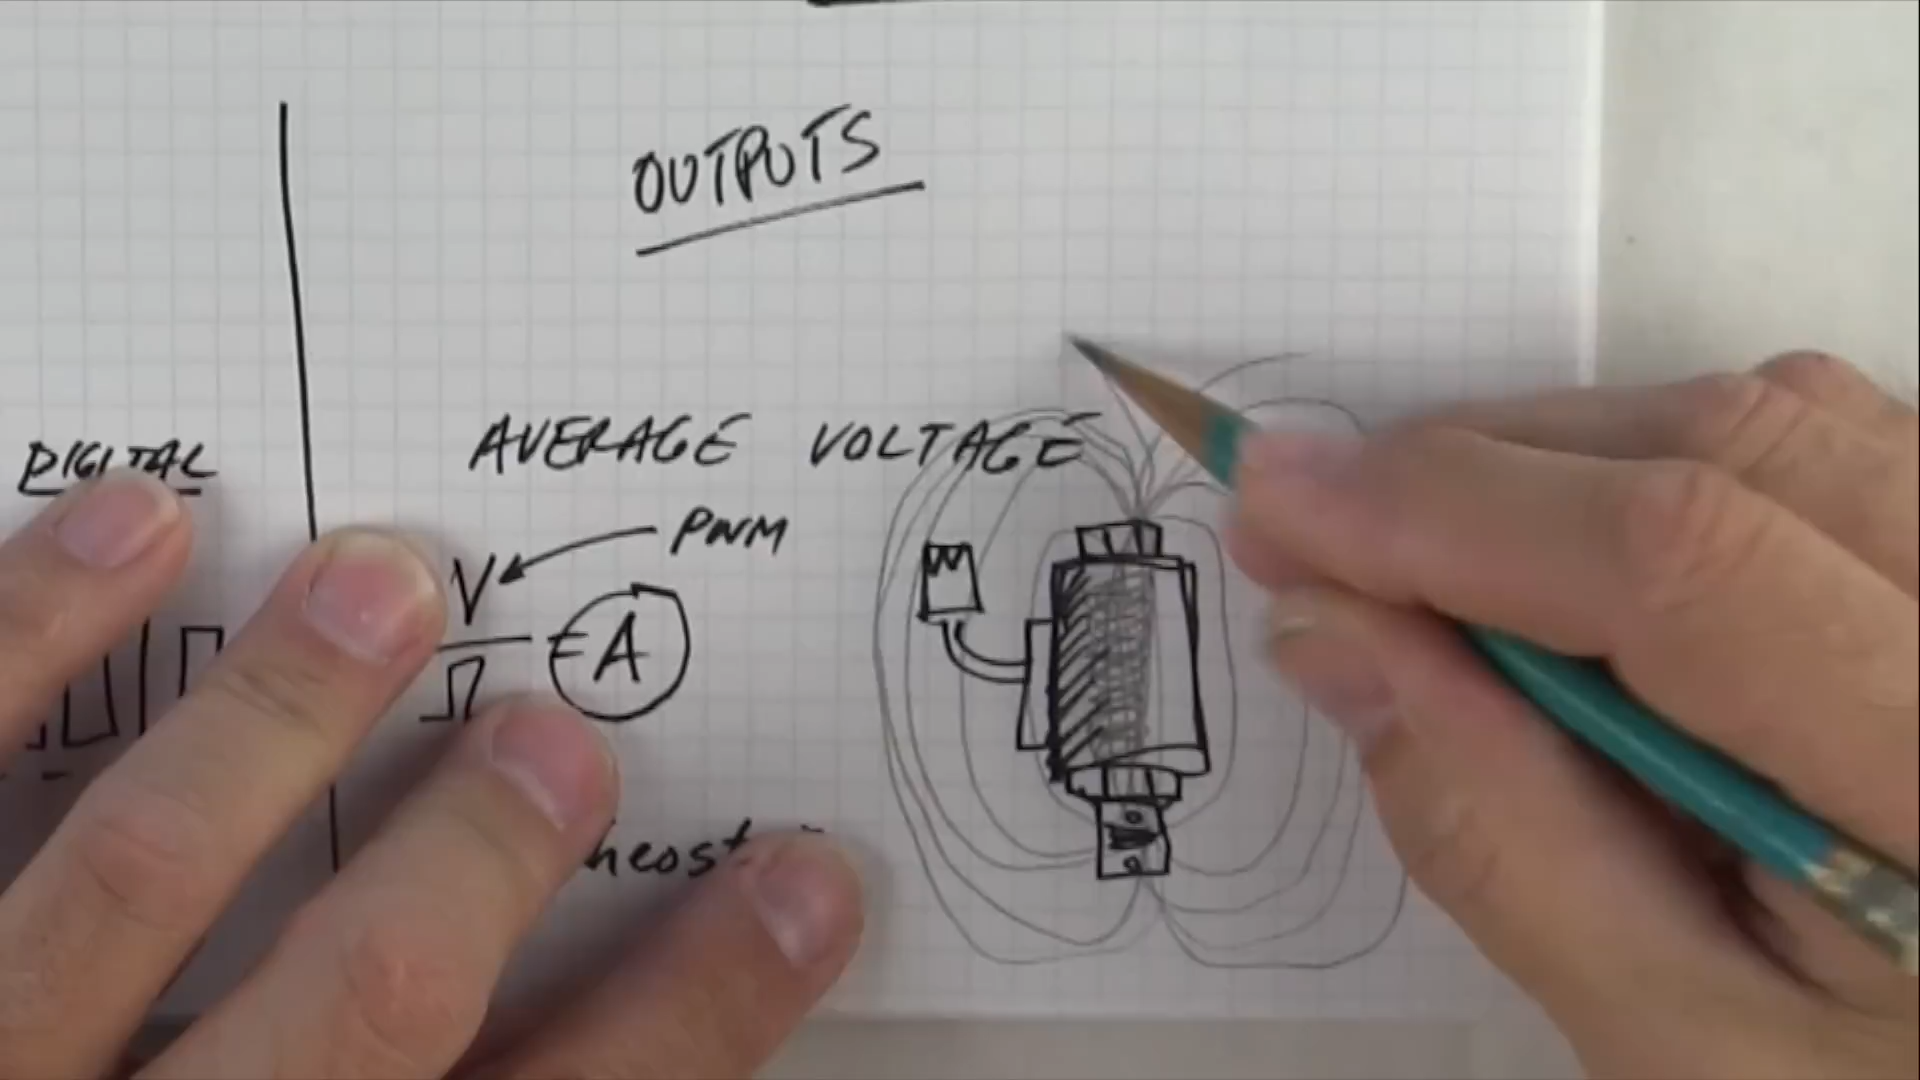 OUTPUTS
AVERAGE VOLTAGE
DIGITAL
PWM
V
= A
Ω